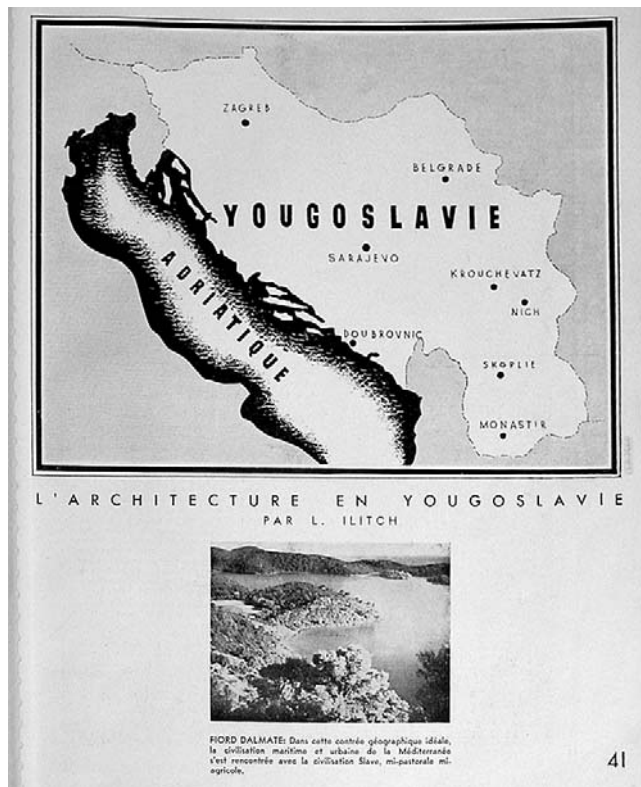 ZAGREB
BELGRADE
YOUGOSLAVIE
SARAJEVO
ADRIATIQUE
KROUCHEVATZ
NICH
DOUBROVNIC
SKOPLIE
MONASTIR
L'ARCHITECTURE EN YOUGOSLAVIE
PAR L. ILITCH
FIORD DALMATE: Dans cette contrée géographique idéale,
la civilisation maritime et urbaine de la Méditerranée
s'est rencontrée avec la civilisation Slave, mi-pastorale mi-
agricole.
41